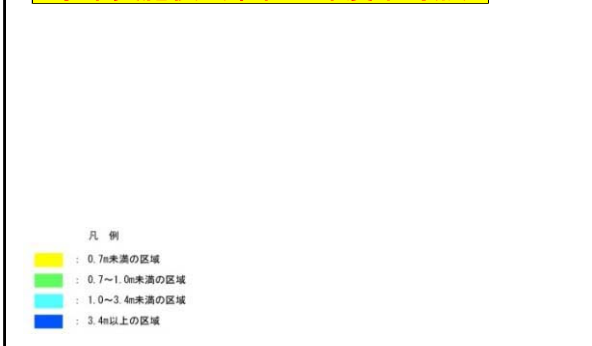 凡 例
: 0.7m未満の区域
: 0.7～1.0m未満の区域
: 1.0～3.4m未満の区域
: 3.4m以上の区域